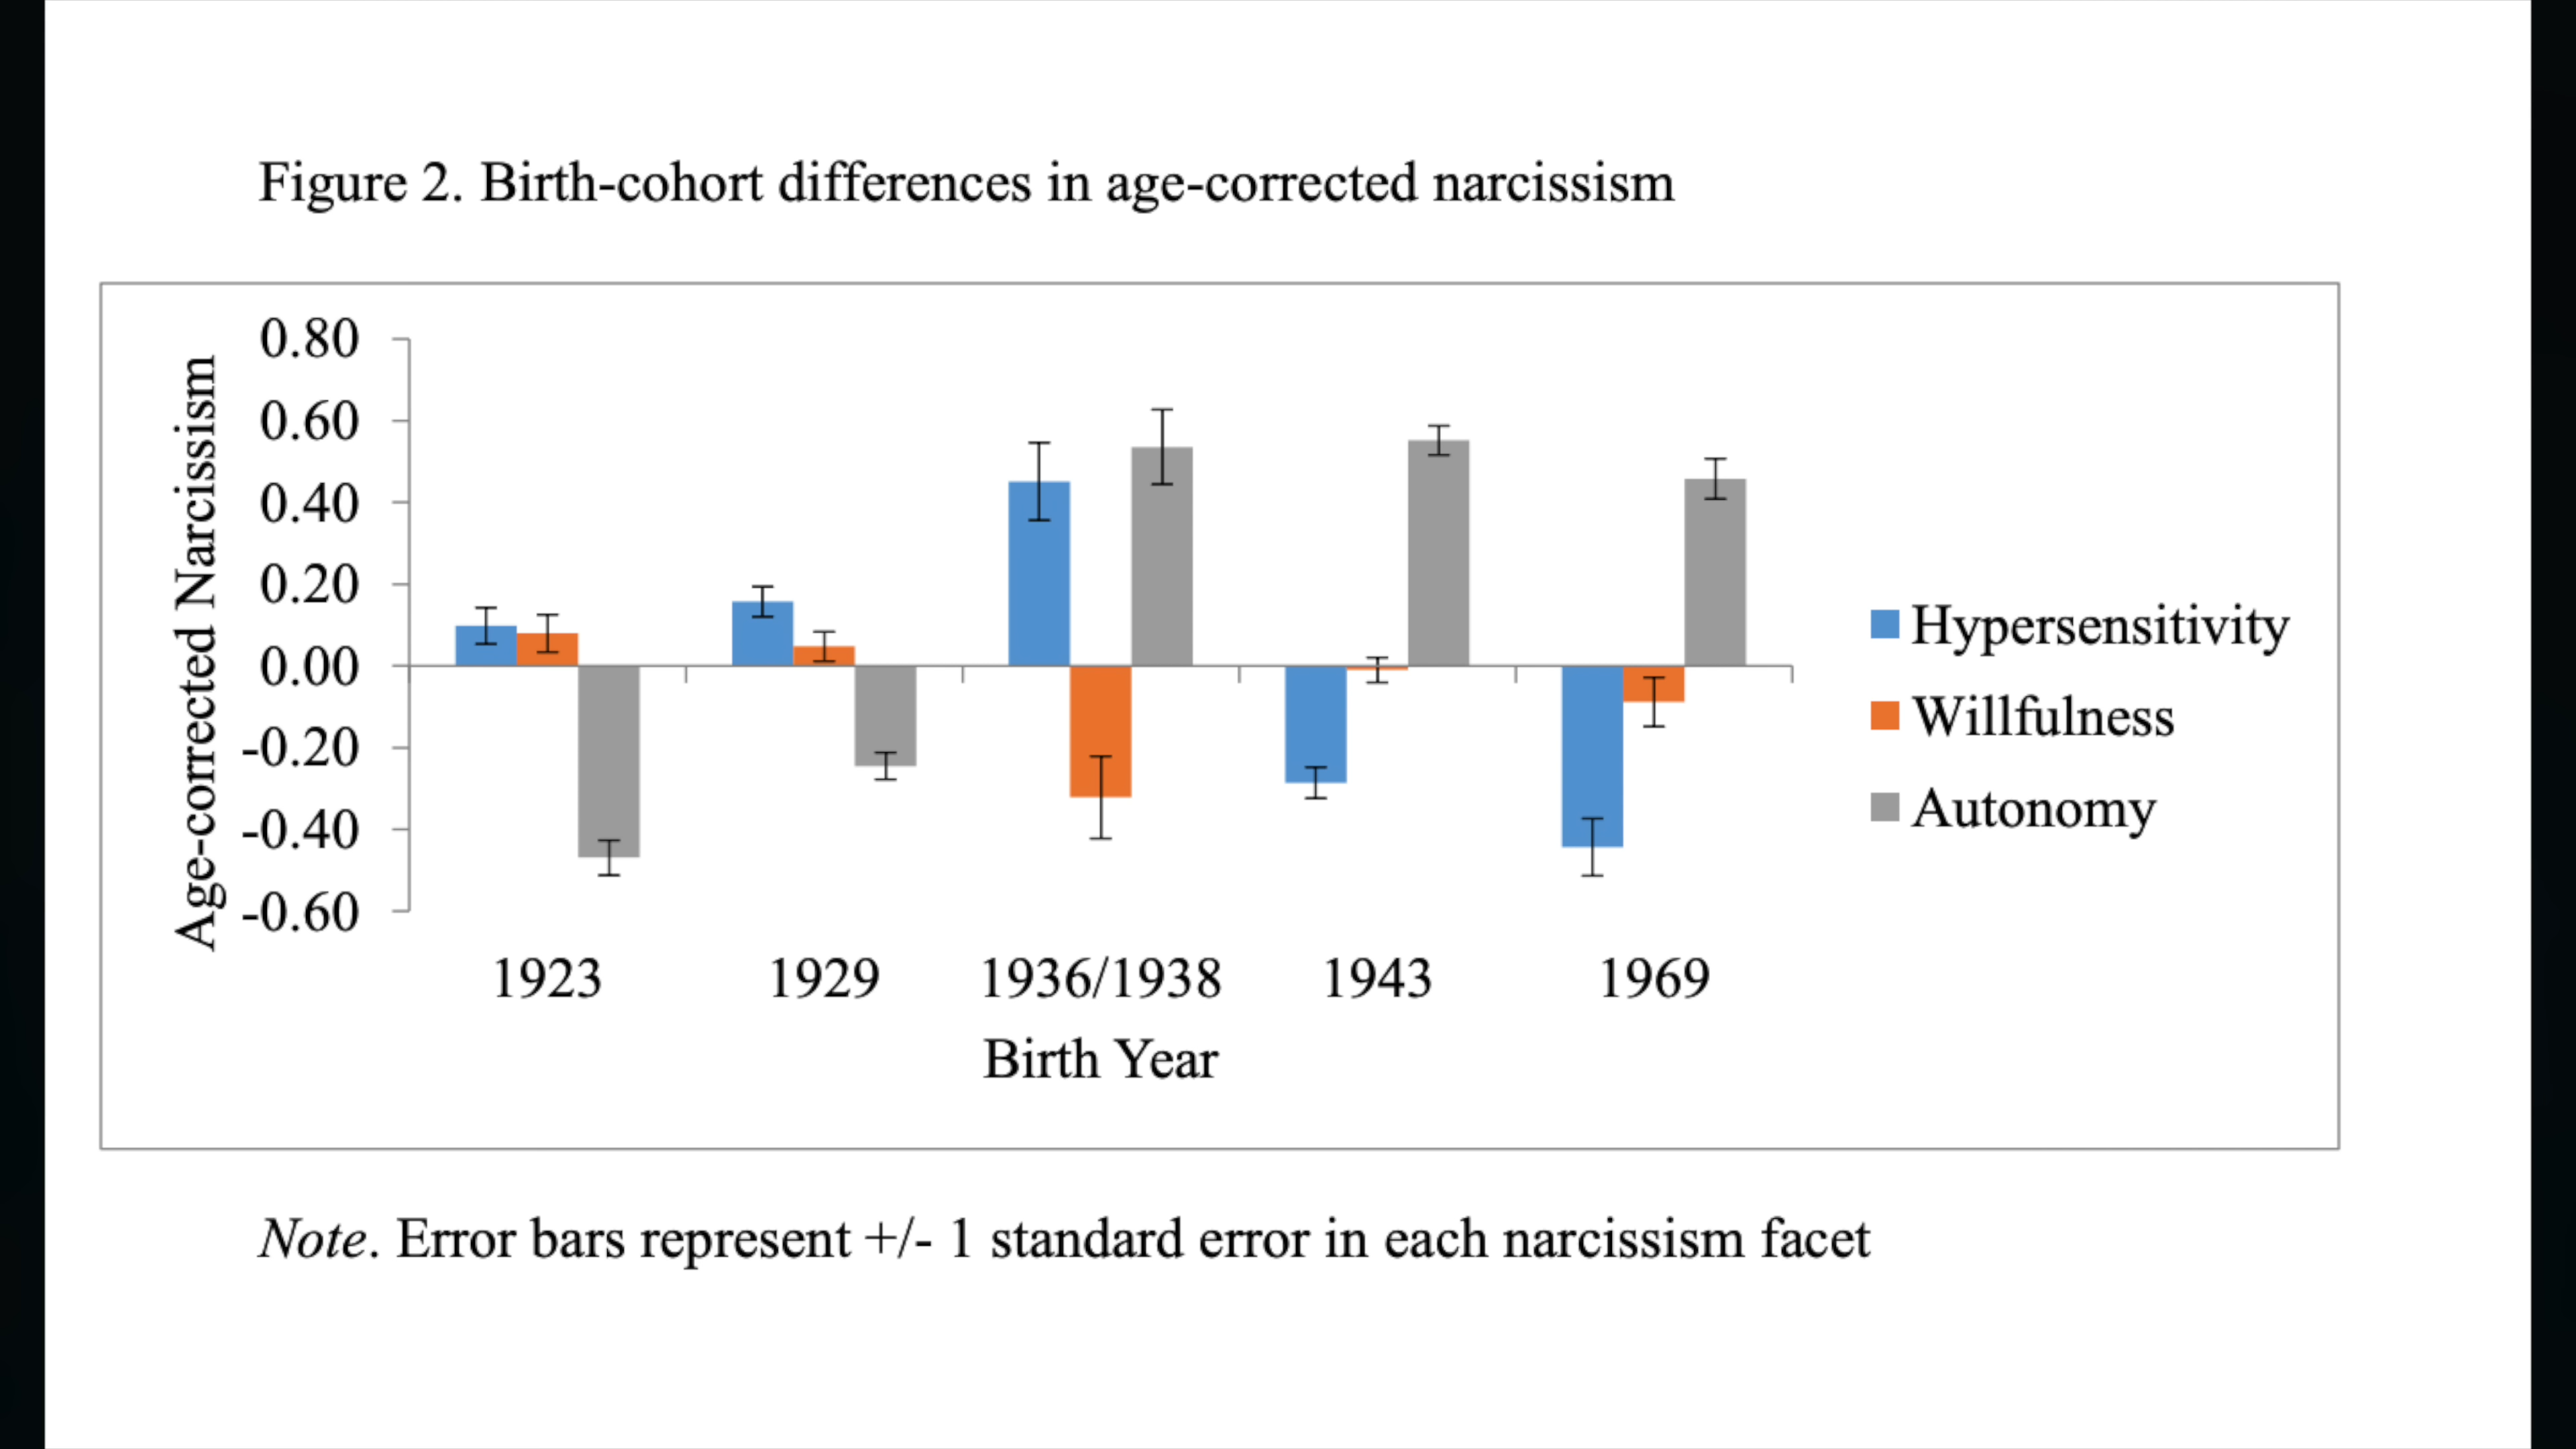 Figure 2. Birth-cohort differences in age-corrected narcissism
Age-corrected Narcissism
0.80
0.60
0.40
0.20
0.00
-0.20
-0.40
-0.60
1923 1929 1936/1938 1943 1969
Birth Year
Hypersensitivity
Willfulness
Autonomy
Note. Error bars represent +/- 1 standard error in each narcissism facet